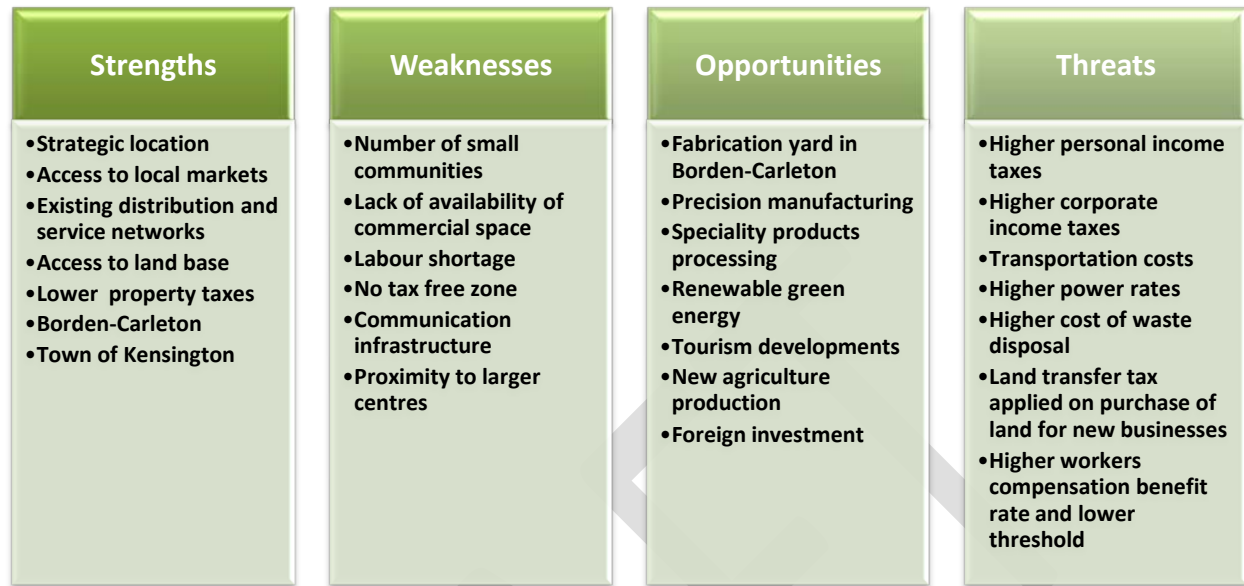 Strengths
•Strategic location
•Access to local markets
•Existing distribution and
service networks
•Access to land base
•Lower property taxes
•Borden-Carleton
•Town of Kensington
Weaknesses
•Number of small
communities
•Lack of availability of
commercial space
•Labour shortage
•No tax free zone
•Communication
infrastructure
•Proximity to larger
centres
Opportunities
•Fabrication yard in
Borden-Carleton
•Precision manufacturing
•Speciality products
processing
•Renewable green
energy
•Tourism developments
•New agriculture
production
•Foreign investment
Threats
•Higher personal income
taxes
•Higher corporate
income taxes
•Transportation costs
•Higher power rates
•Higher cost of waste
disposal
•Land transfer tax
applied on purchase of
land for new businesses
•Higher workers
compensation benefit
rate and lower
threshold